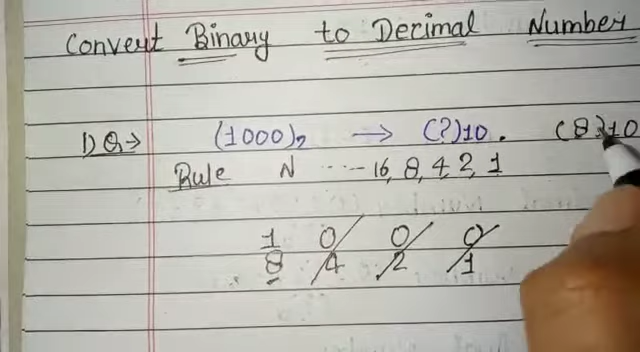 Convert Binary to Decimal Number
1) Q→ (1000)2 → (?)10. (8)10
Rule N ----- 16, 8, 4, 2, 1
1 0 0 0
8 4 2 1